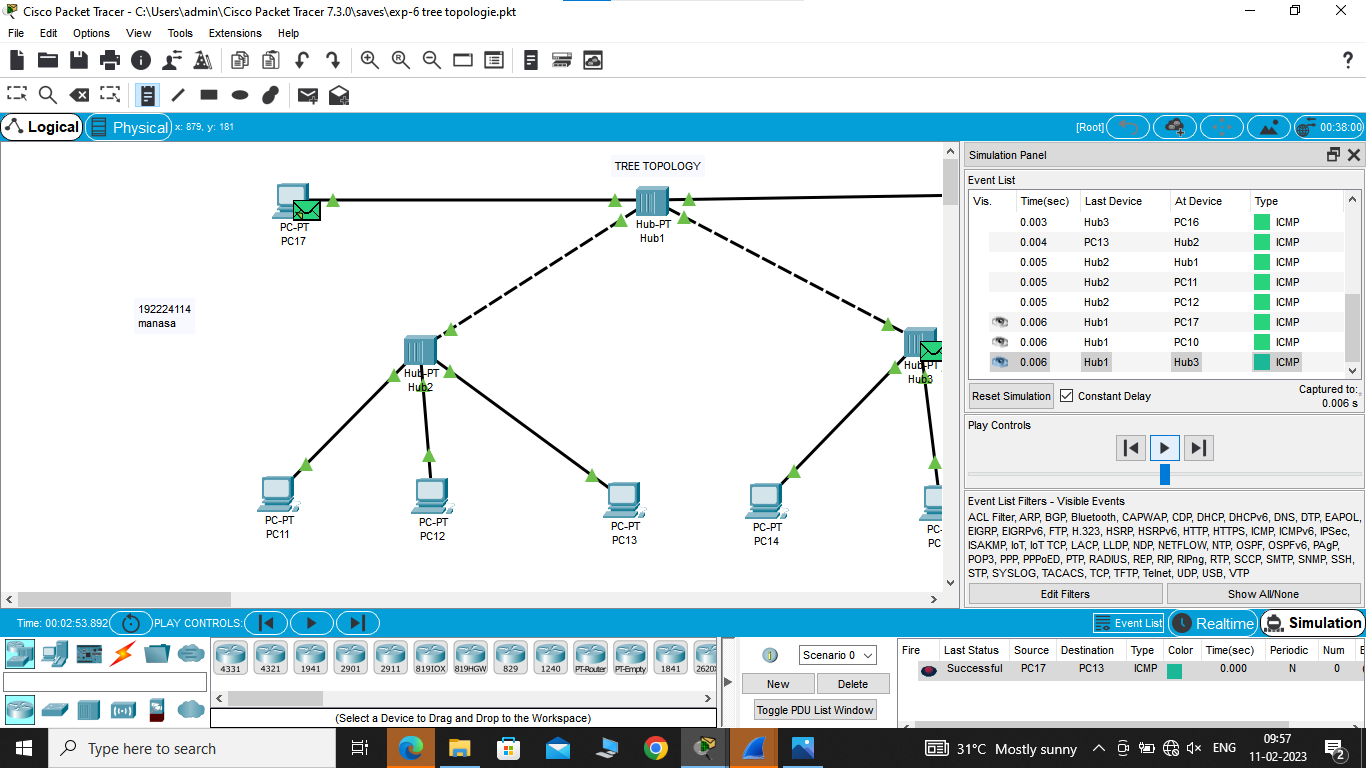 Cisco Packet Tracer - C:\Users\admin\Cisco Packet Tracer 7.3.0\saves\exp-6 tree topologie.pkt
File Edit Options View Tools Extensions Help
Logical Physical x: 879, y: 181 [Root] 00:38:00
TREE TOPOLOGY
PC-PT
PC17
Hub-PT
Hub1
192224114
manasa
Hub-PT
Hub2
Hub-PT
Hub3
PC-PT
PC11
PC-PT
PC12
PC-PT
PC13
PC-PT
PC14
PC-
PC
Simulation Panel
Event List
Vis. Time(sec) Last Device At Device Type
0.003 Hub3 PC16 ICMP
0.004 PC13 Hub2 ICMP
0.005 Hub2 Hub1 ICMP
0.005 Hub2 PC11 ICMP
0.005 Hub2 PC12 ICMP
0.006 Hub1 PC17 ICMP
0.006 Hub1 PC10 ICMP
0.006 Hub1 Hub3 ICMP
Reset Simulation Constant Delay Captured to:
0.006 s
Play Controls
Event List Filters - Visible Events
ACL Filter, ARP, BGP, Bluetooth, CAPWAP, CDP, DHCP, DHCPv6, DNS, DTP, EAPOL,
EIGRP, EIGRPv6, FTP, H.323, HSRP, HSRPv6, HTTP, HTTPS, ICMP, ICMPv6, IPSec,
ISAKMP, IoT, IoT TCP, LACP, LLDP, NDP, NETFLOW, NTP, OSPF, OSPFv6, PAgP,
POP3, PPP, PPPoED, PTP, RADIUS, REP, RIP, RIPng, RTP, SCCP, SMTP, SNMP, SSH,
STP, SYSLOG, TACACS, TCP, TFTP, Telnet, UDP, USB, VTP
Edit Filters Show All/None
Time: 00:02:53.892 PLAY CONTROLS: Event List Realtime Simulation
4331 4321 1941 2901 2911 819IOX 819HGW 829 1240 PT-Router PT-Empty 1841 2620X
(Select a Device to Drag and Drop to the Workspace)
Scenario 0
New Delete
Toggle PDU List Window
Fire Last Status Source Destination Type Color Time(sec) Periodic Num E
Successful PC17 PC13 ICMP 0.000 N 0 (
Type here to search
31°C Mostly sunny ENG
09:57
11-02-2023
2